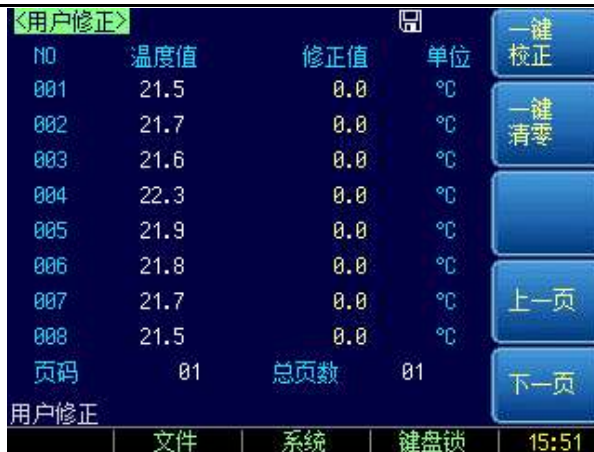 <用户修正>
NO 温度值 修正值 单位
001 21.5 0.0 °C
002 21.7 0.0 °C
003 21.6 0.0 °C
004 22.3 0.0 °C
005 21.9 0.0 °C
006 21.8 0.0 °C
007 21.7 0.0 °C
008 21.5 0.0 °C
页码 01 总页数 01
用户修正
一键
校正
一键
清零
上一页
下一页
文件 系统 键盘锁 15:51